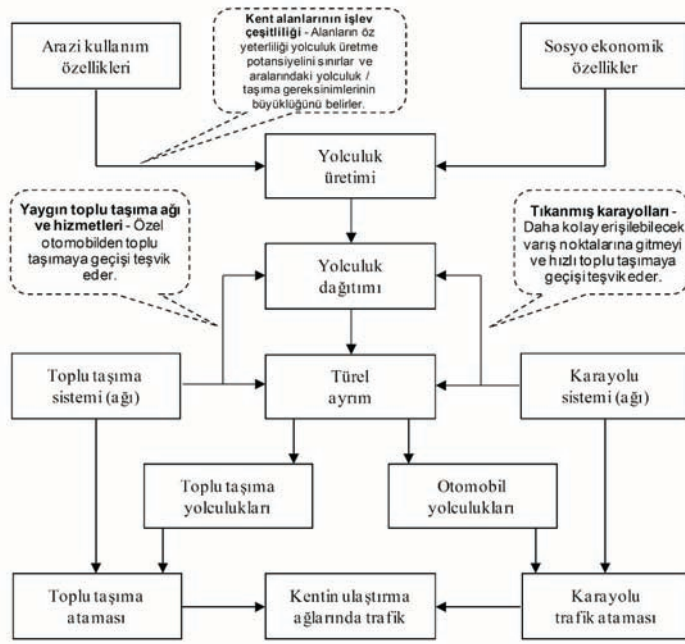 Arazi kullanım
özellikleri
Kent alanlarının işlev
çeşitliliği - Alanların öz
yeterliliği yolculuk üretme
potansiyelini sınırlar ve
aralarındaki yolculuk /
taşıma gereksinimlerinin
büyüklüğünü belirler.
Sosyo ekonomik
özellikler
Yolculuk
üretimi
Yaygın toplu taşıma ağı
ve hizmetleri - Özel
otomobilden toplu
taşımaya geçişi teşvik
eder.
Yolculuk
dağıtımı
Tıkanmış karayolları -
Daha kolay erişilebilecek
varış noktalarına gitmeyi
ve hızlı toplu taşımaya
geçişi teşvik eder.
Toplu taşıma
sistemi (ağı)
Türel
ayrım
Karayolu
sistemi (ağı)
Toplu taşıma
yolculukları
Otomobil
yolculukları
Toplu taşıma
ataması
Kentin ulaştırma
ağlarında trafik
Karayolu
trafik ataması